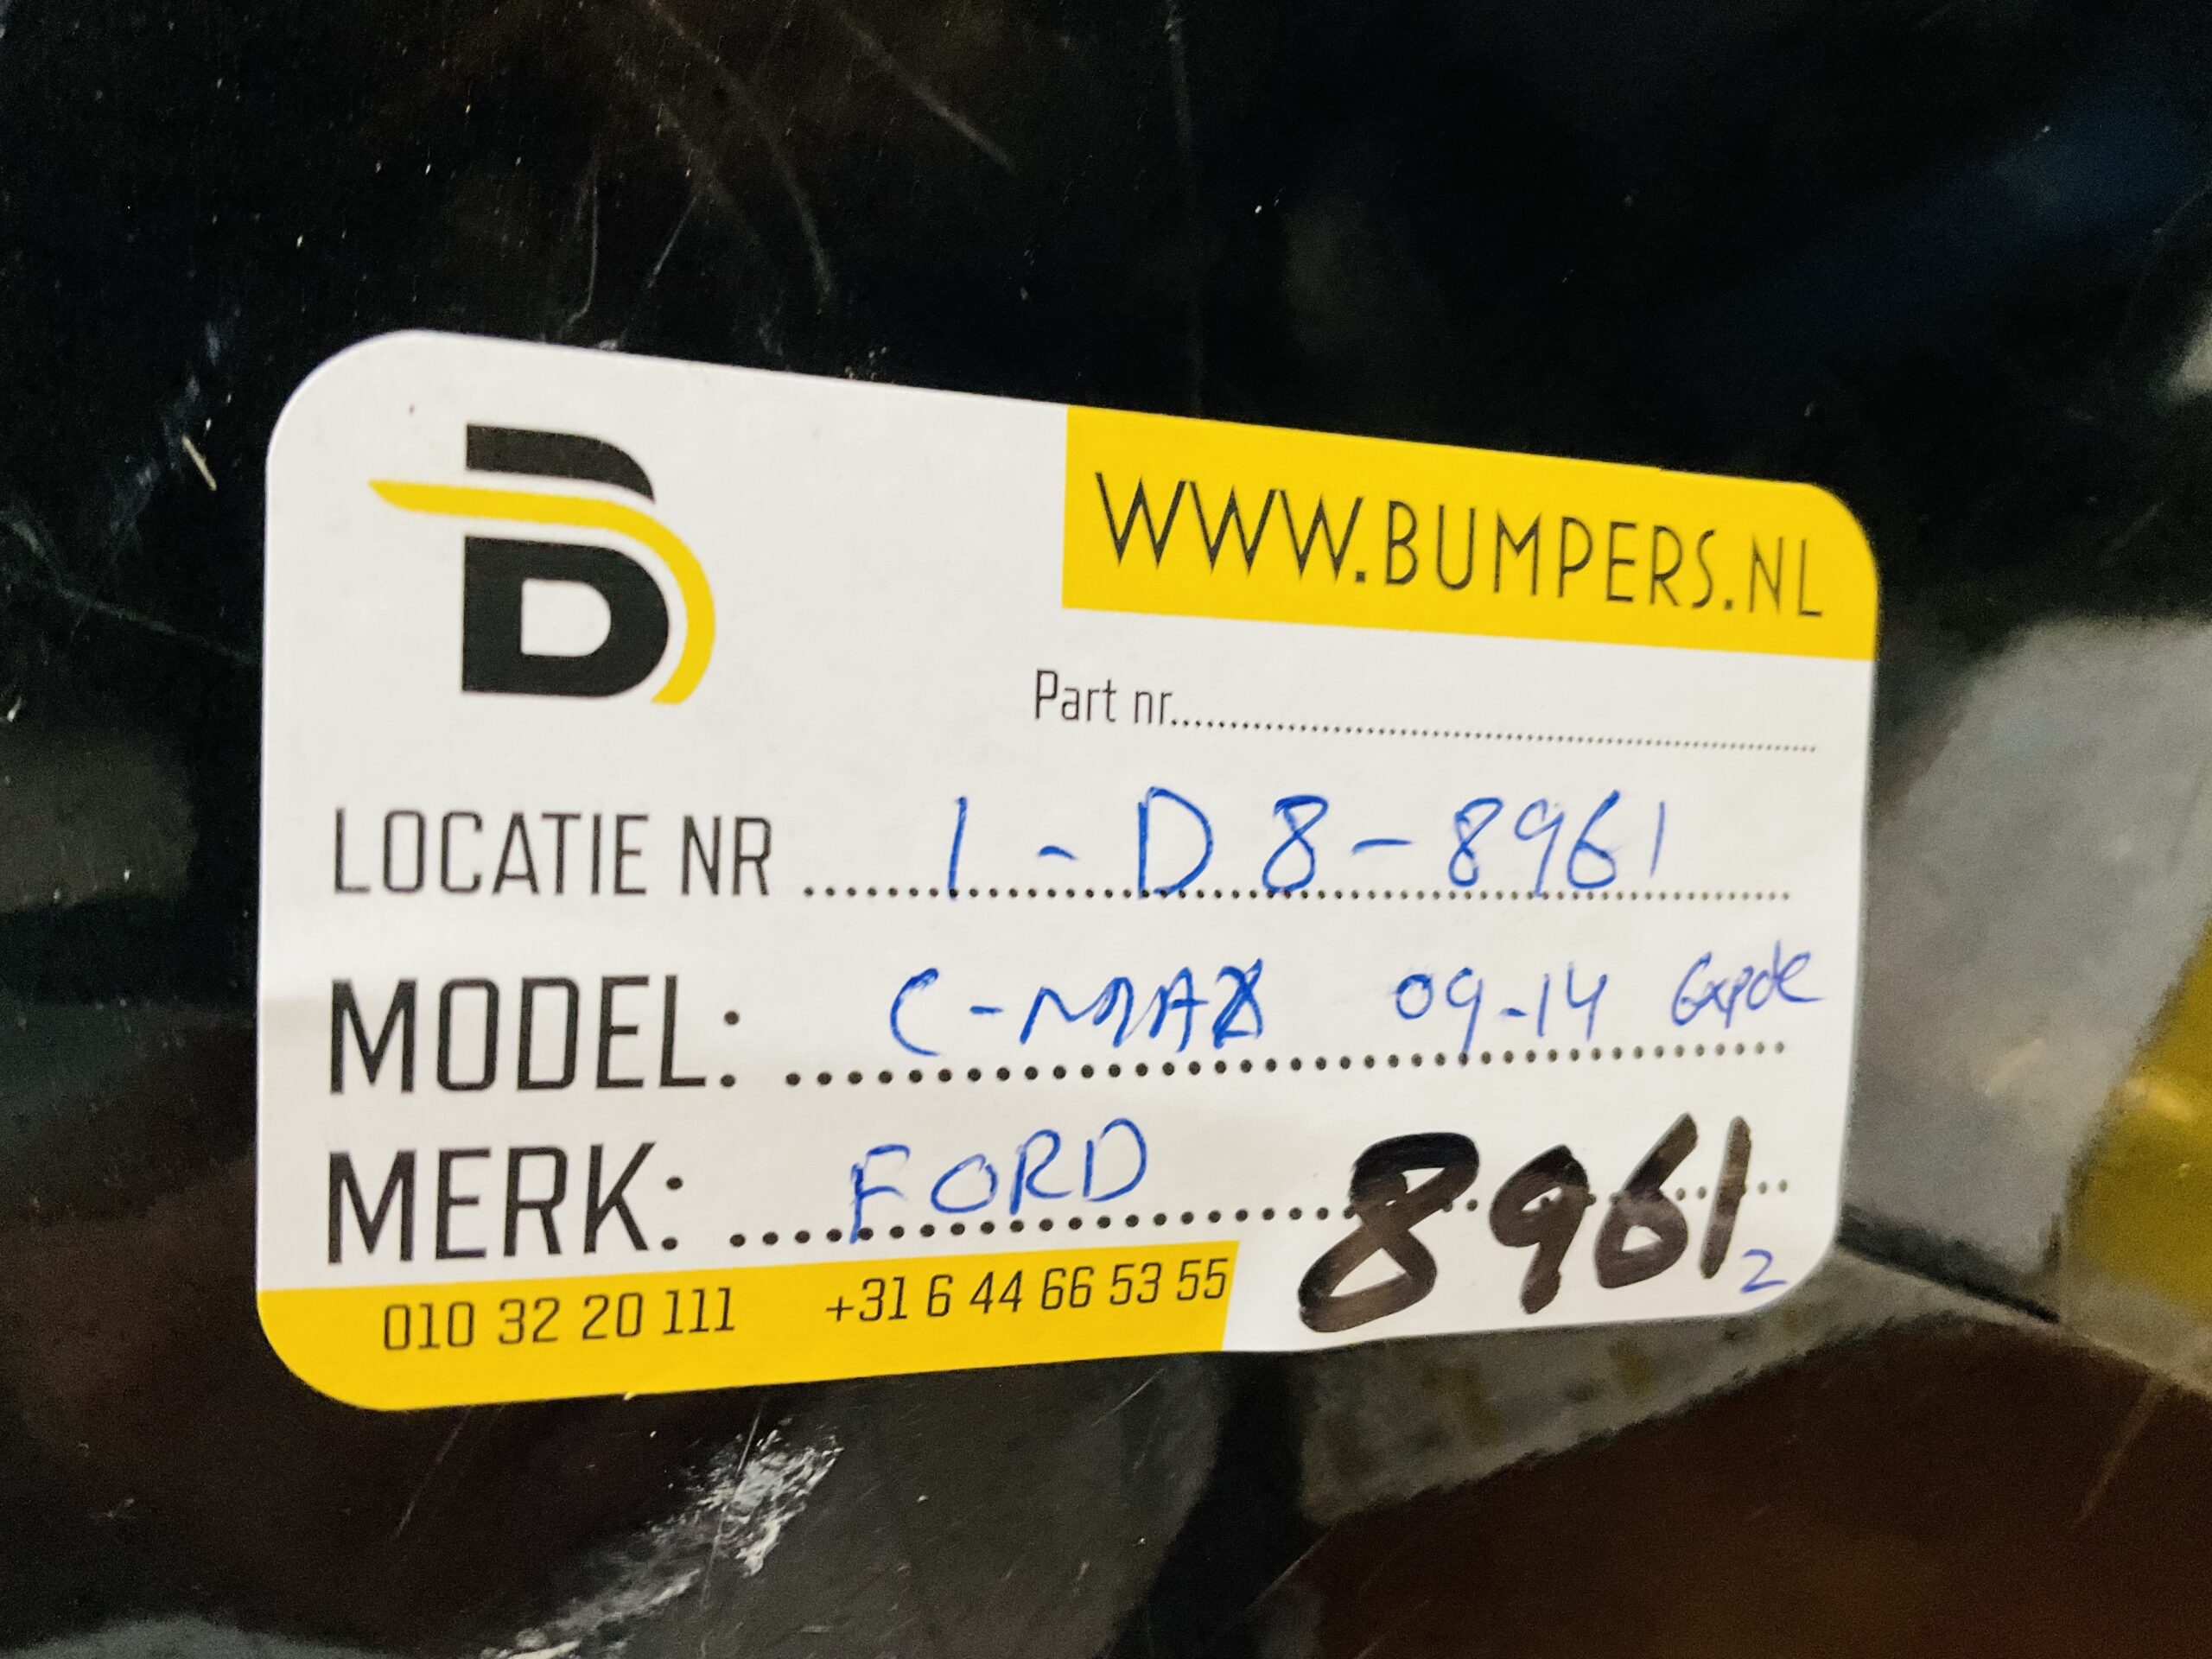 WWW.BUMPERS.NL
Part nr.
LOCATIE NR 1-D8-8961
MODEL: C-MAX 09-14
MERK: FORD 8961 2
010 32 20 111 +31 6 44 66 53 55